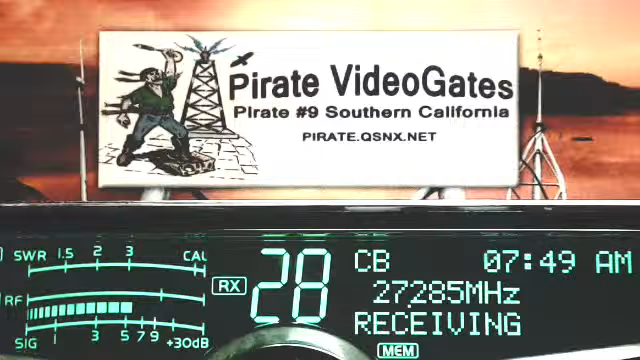 Pirate VideoGates
Pirate #9 Southern California
PIRATE.QSNX.NET
SWR 1.5 2 3 CAL
RX 28 CB 07:49 AM
RF 27285MHz
RECEIVING
1 3 5 7 9 +30dB
SIG
MEM